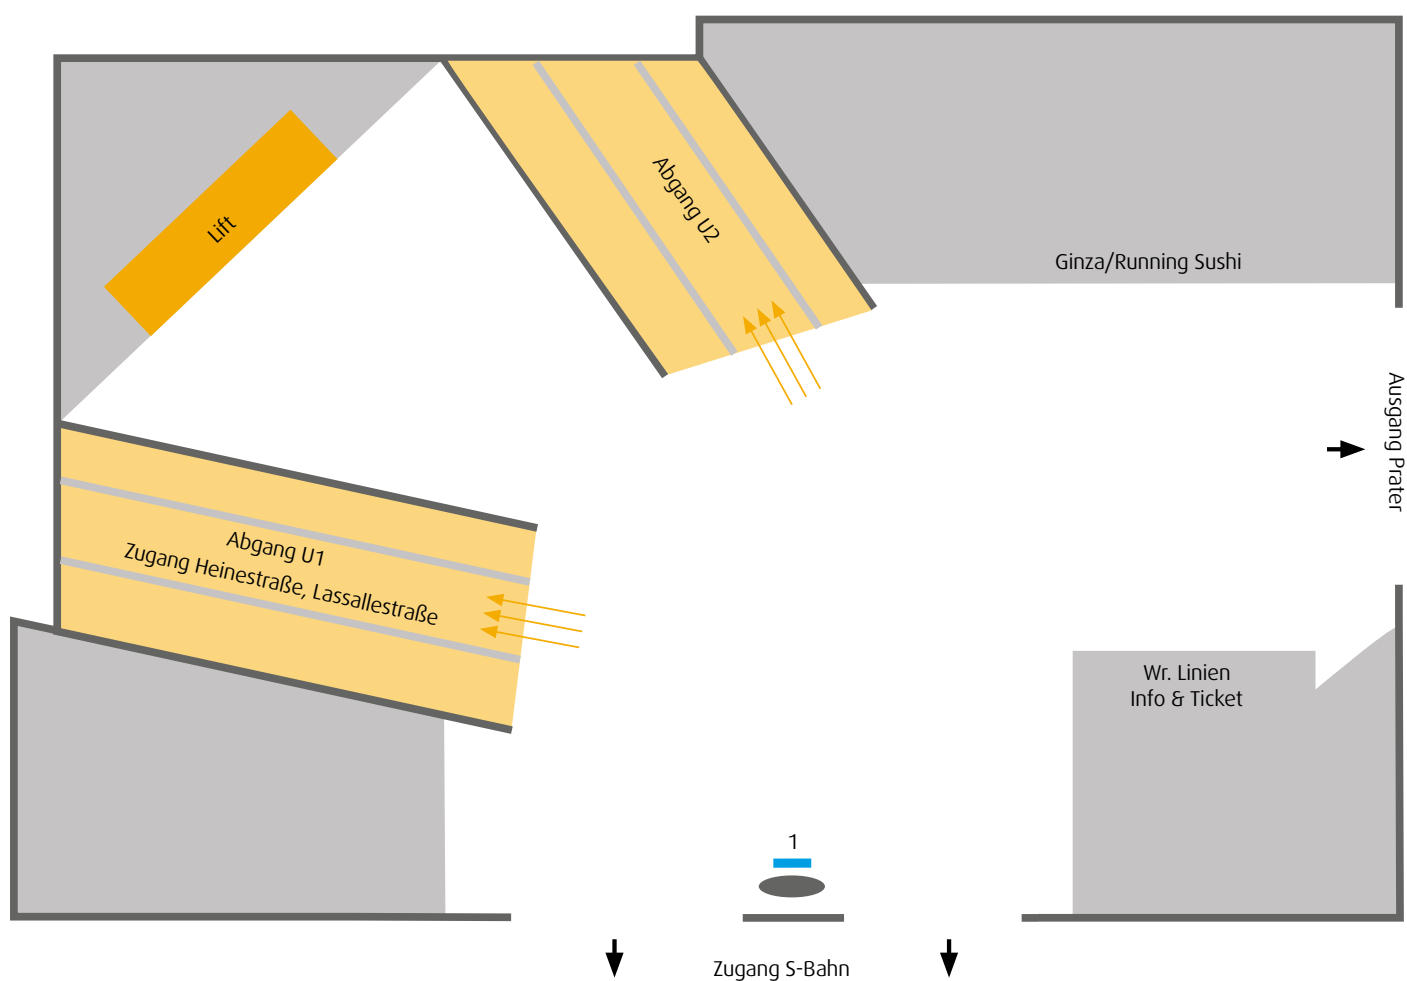 Lift
Abgang U2
Ginza/Running Sushi
Ausgang Prater
Abgang U1
Zugang Heinestraße, Lassallestraße
Wr. Linien
Info & Ticket
1
Zugang S-Bahn